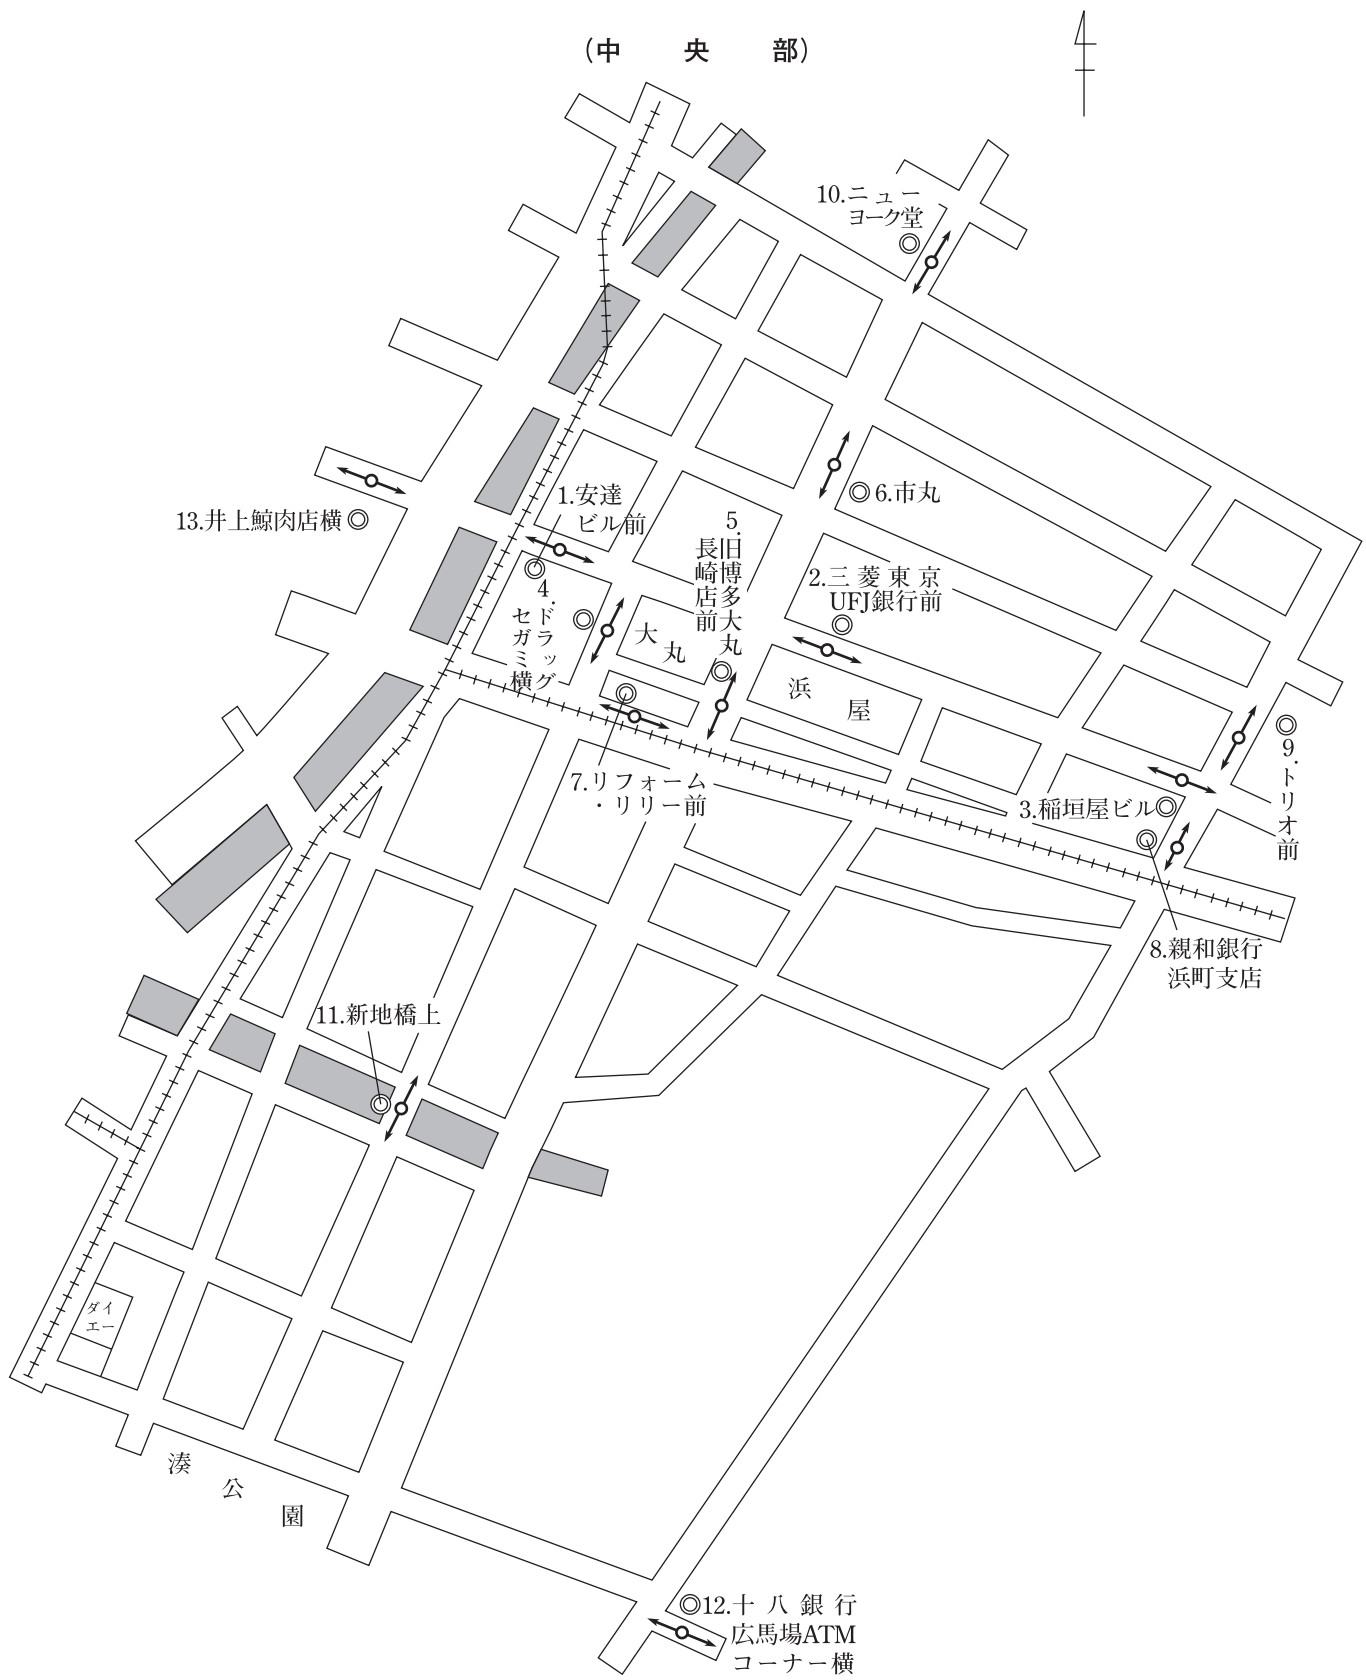 (中央部)
10.ニュー
ヨーク堂
13.井上鯨肉店横
1.安達
ビル前
6.市丸
5.旧博多大丸
長崎店前
2.三菱東京
UFJ銀行前
4.ドラッグ
セガミ横
大丸
浜屋
7.リフォーム
・リリー前
3.稲垣屋ビル
9.トリオ前
8.親和銀行
浜町支店
11.新地橋上
ダイ
エー
湊公園
12.十八銀行
広馬場ATM
コーナー横